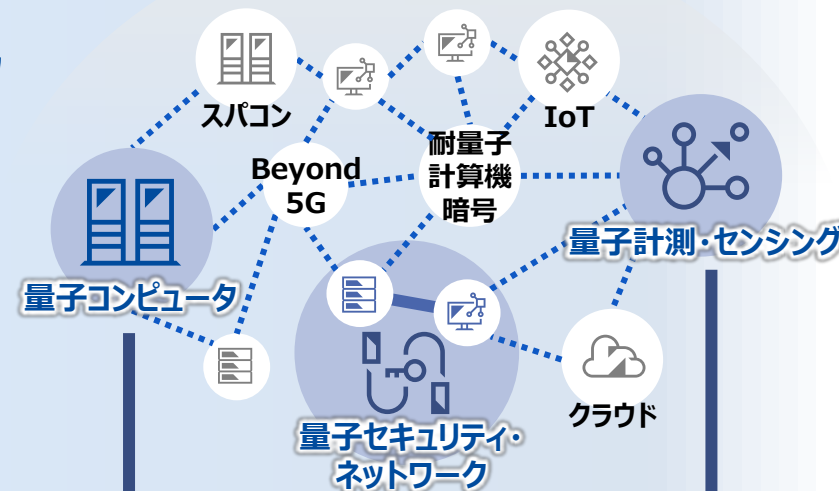 スパコン
IoT
耐量子
計算機
暗号
Beyond
5G
量子計測・センシング
量子コンピュータ
クラウド
量子セキュリティ・
ネットワーク